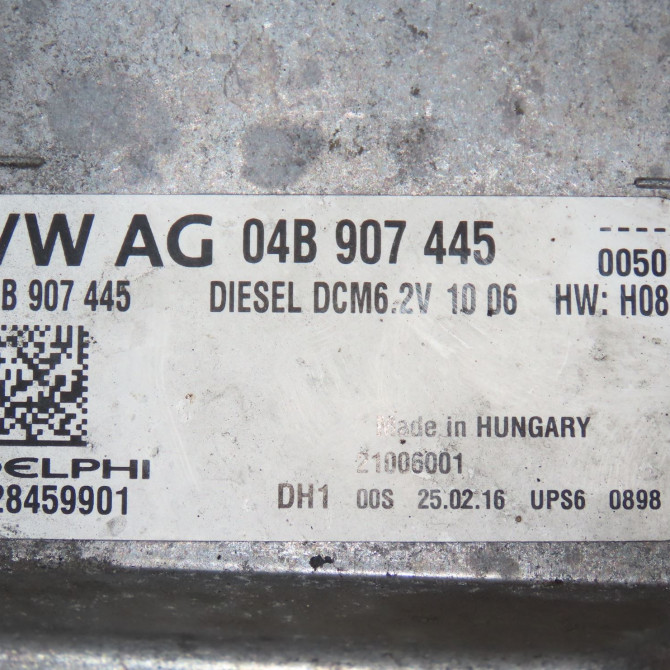 VW AG 04B 907 445 ----
B 907 445 DIESEL DCM6.2V 10 06 HW: H08 0050
Made in HUNGARY
DELPHI 21006001
28459901 DH1 00S 25.02.16 UPS6 0898